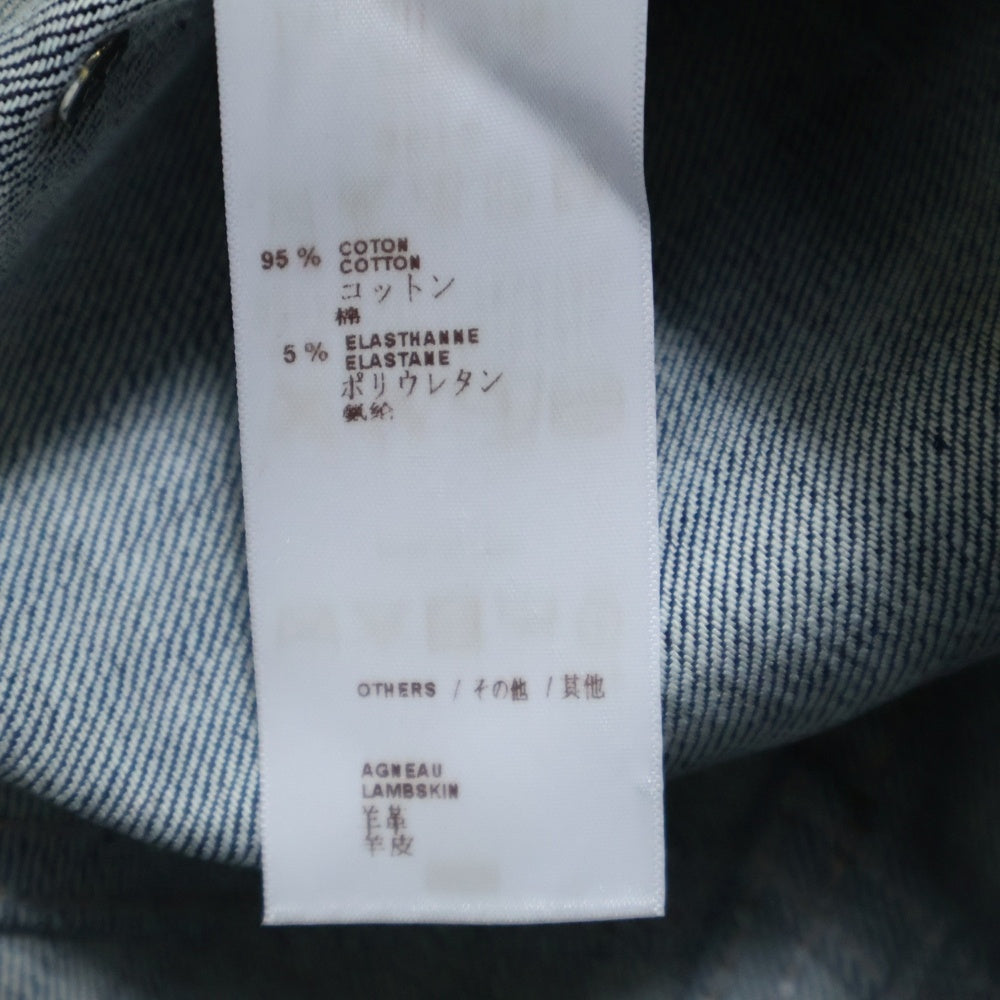 95 % COTON
COTTON
コットン
棉
5 % ELASTHANNE
ELASTANE
ポリウレタン
氨纶
OTHERS / その他 / 其他
AGNEAU
LAMBSKIN
羊革
羊皮